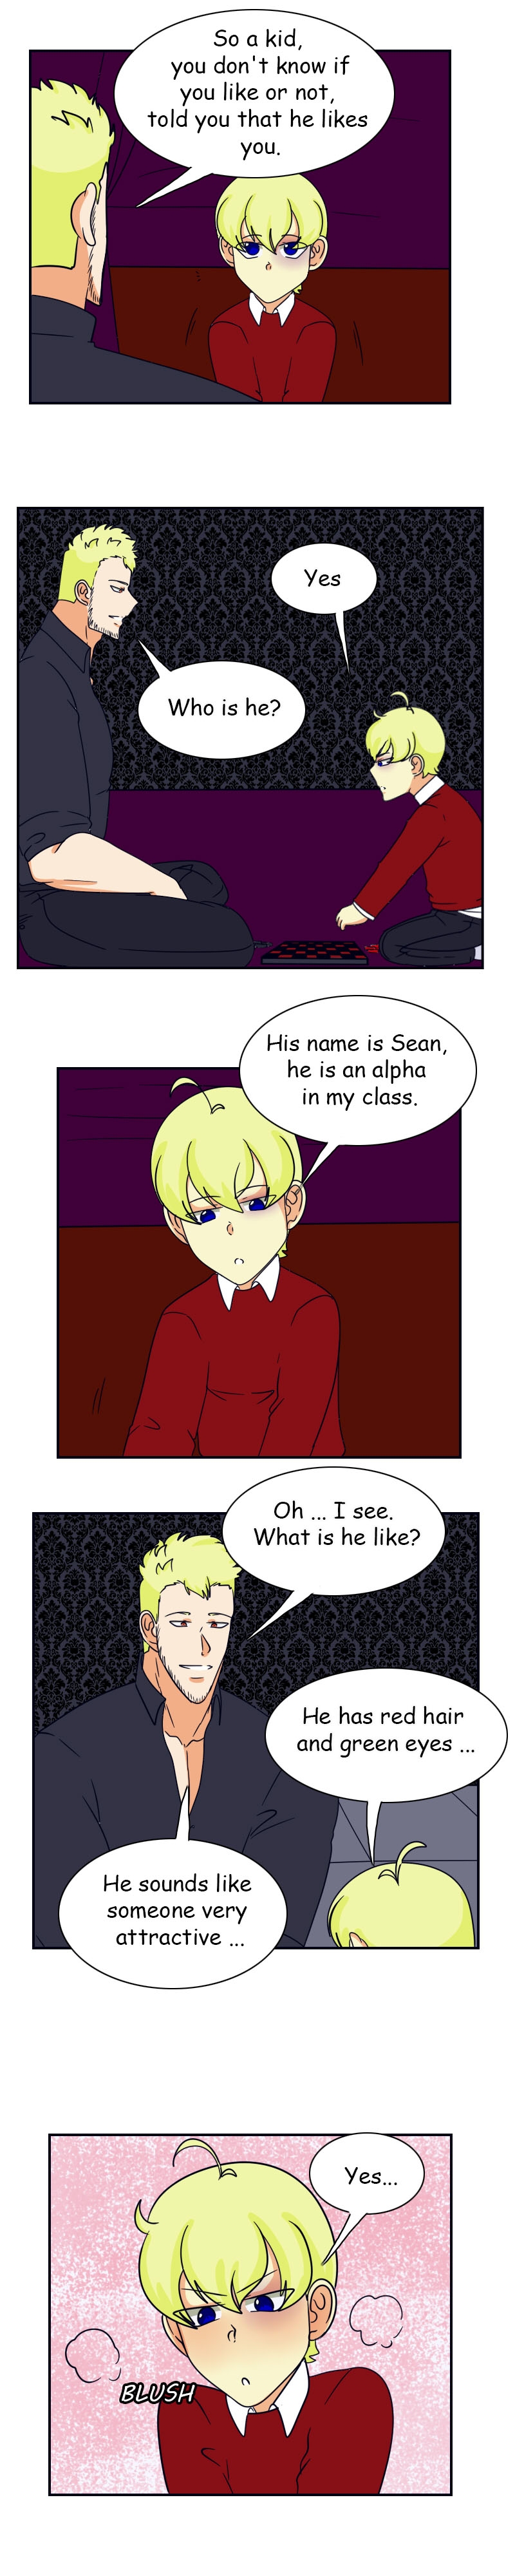 So a kid,
you don't know if
you like or not,
told you that he likes
you.
Yes
Who is he?
His name is Sean,
he is an alpha
in my class.
Oh ... I see.
What is he like?
He has red hair
and green eyes ...
He sounds like
someone very
attractive ...
Yes...
BLUSH